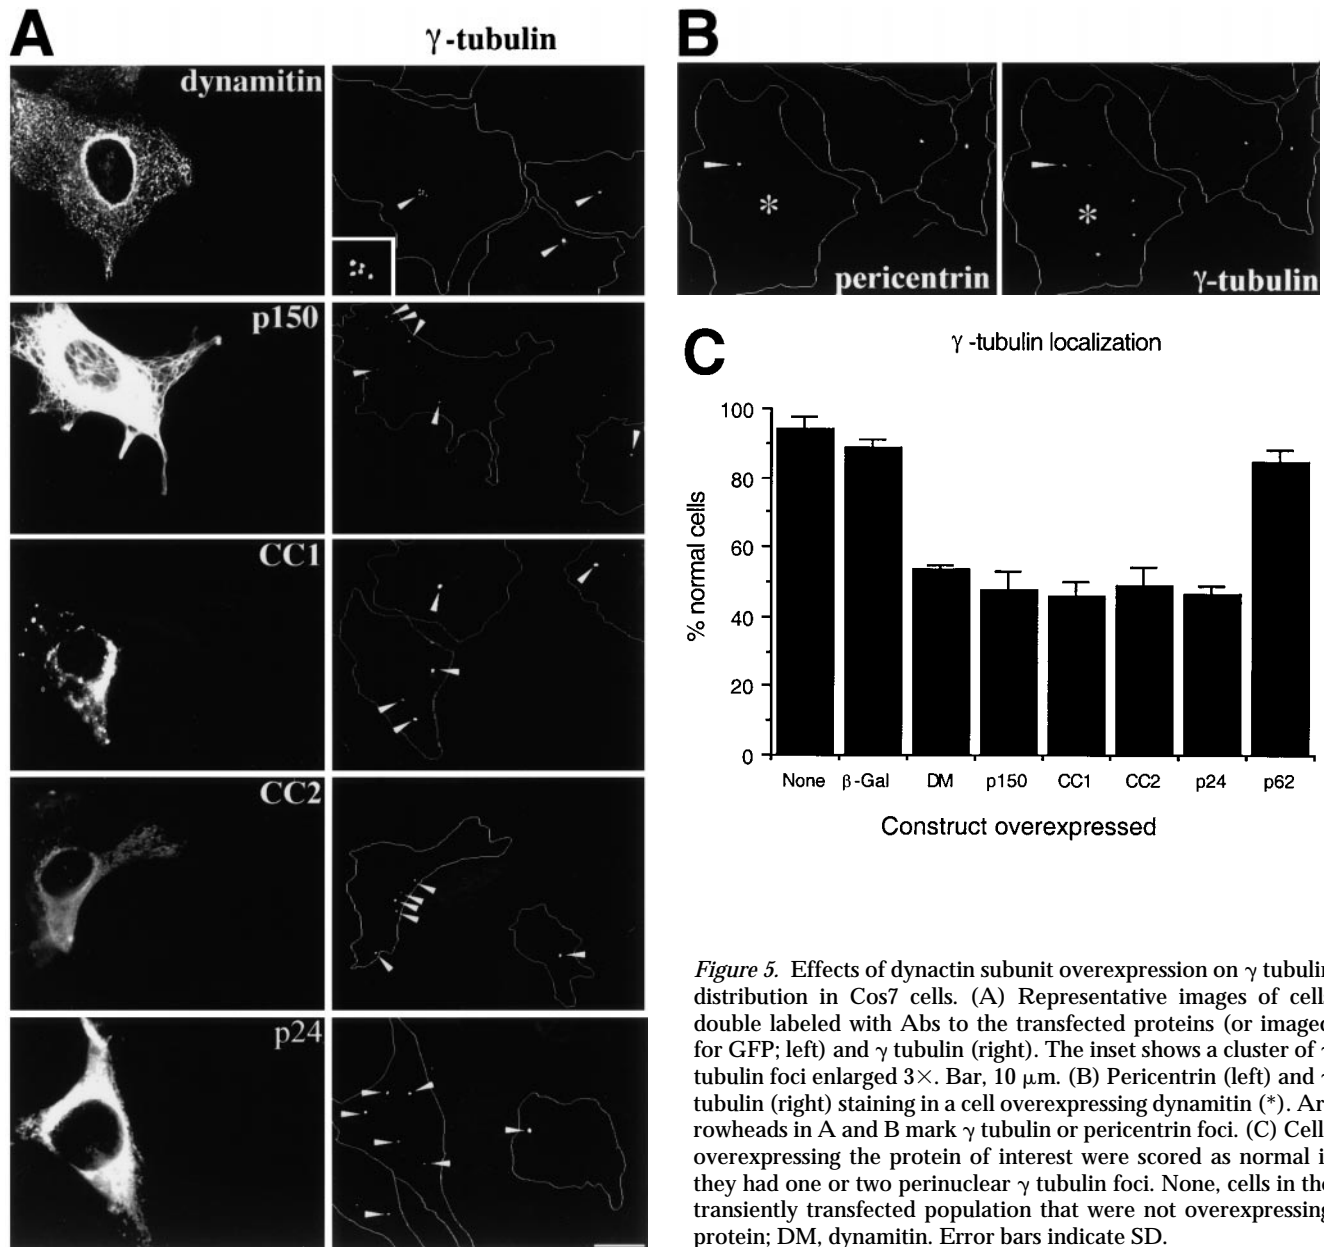 A
γ-tubulin
dynamitin
p150
CC1
CC2
p24
B
*
pericentrin
*
γ-tubulin
C
γ -tubulin localization
% normal cells
100
80
60
40
20
0
None β-Gal DM p150 CC1 CC2 p24 p62
Construct overexpressed
Figure 5. Effects of dynactin subunit overexpression on γ tubulin
distribution in Cos7 cells. (A) Representative images of cell
double labeled with Abs to the transfected proteins (or imaged
for GFP; left) and γ tubulin (right). The inset shows a cluster of
tubulin foci enlarged 3×. Bar, 10 μm. (B) Pericentrin (left) and
tubulin (right) staining in a cell overexpressing dynamitin (*). Ar
rowheads in A and B mark γ tubulin or pericentrin foci. (C) Cell
overexpressing the protein of interest were scored as normal i
they had one or two perinuclear γ tubulin foci. None, cells in the
transiently transfected population that were not overexpressing
protein; DM, dynamitin. Error bars indicate SD.